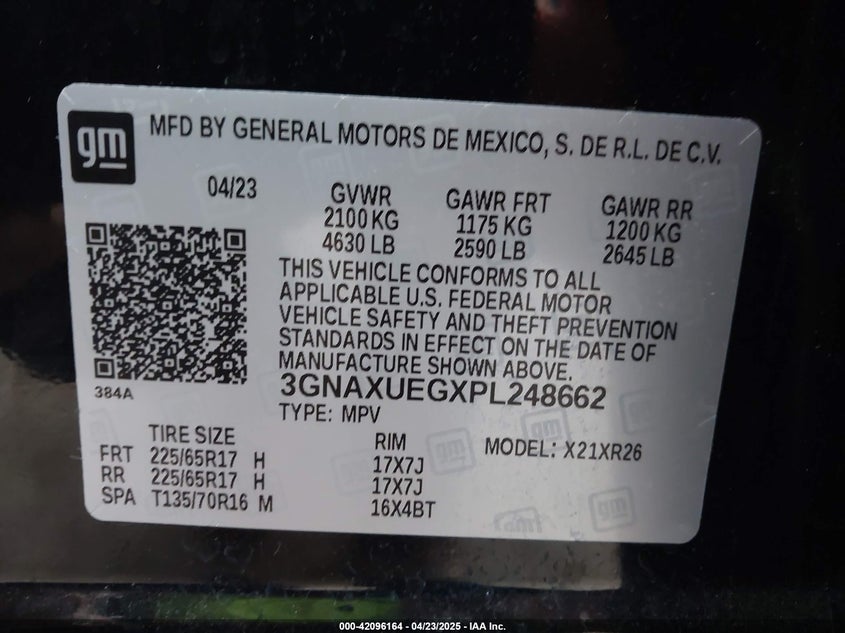 gm MFD BY GENERAL MOTORS DE MEXICO, S. DE R.L. DE C.V.
04/23 GVWR GAWR FRT GAWR RR
2100 KG 1175 KG 1200 KG
4630 LB 2590 LB 2645 LB
THIS VEHICLE CONFORMS TO ALL
APPLICABLE U.S. FEDERAL MOTOR
VEHICLE SAFETY AND THEFT PREVENTION
STANDARDS IN EFFECT ON THE DATE OF
MANUFACTURE SHOWN ABOVE.
384A
3GNAXUEGXPL248662
TYPE: MPV
TIRE SIZE RIM MODEL: X21XR26
FRT 225/65R17 H 17X7J
RR 225/65R17 H 17X7J
SPA T135/70R16 M 16X4BT
000-42096164 - 04/23/2025 - IAA Inc.